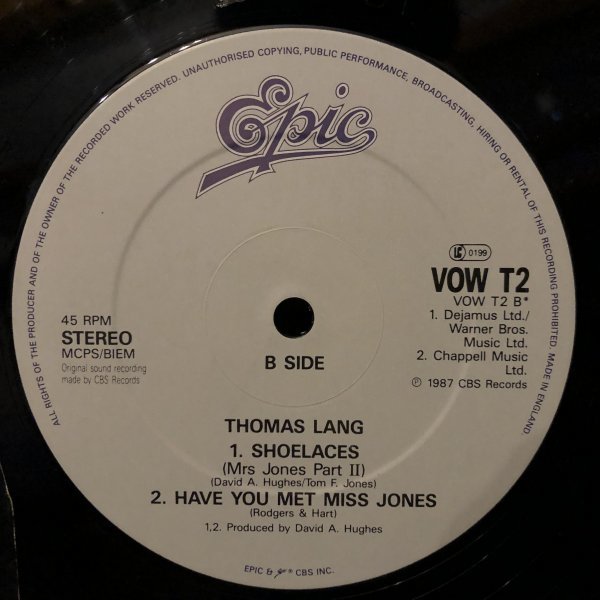 ALL RIGHTS OF THE PRODUCER AND OF THE OWNER OF THE RECORDED WORK RESERVED. UNAUTHORISED COPYING, PUBLIC PERFORMANCE, BROADCASTING, HIRING OR RENTAL OF THIS RECORDING PROHIBITED. MADE IN ENGLAND.
Epic
LC 0199
VOW T2
VOW T2 B*
1. Dejamus Ltd./
Warner Bros.
Music Ltd.
2. Chappell Music
Ltd.
℗ 1987 CBS Records
45 RPM
STEREO
MCPS/BIEM
Original sound recording
made by CBS Records
B SIDE
THOMAS LANG
1. SHOELACES
(Mrs Jones Part II)
(David A. Hughes/Tom F. Jones)
2. HAVE YOU MET MISS JONES
(Rodgers & Hart)
1,2. Produced by David A. Hughes
EPIC & Epic ® CBS INC.